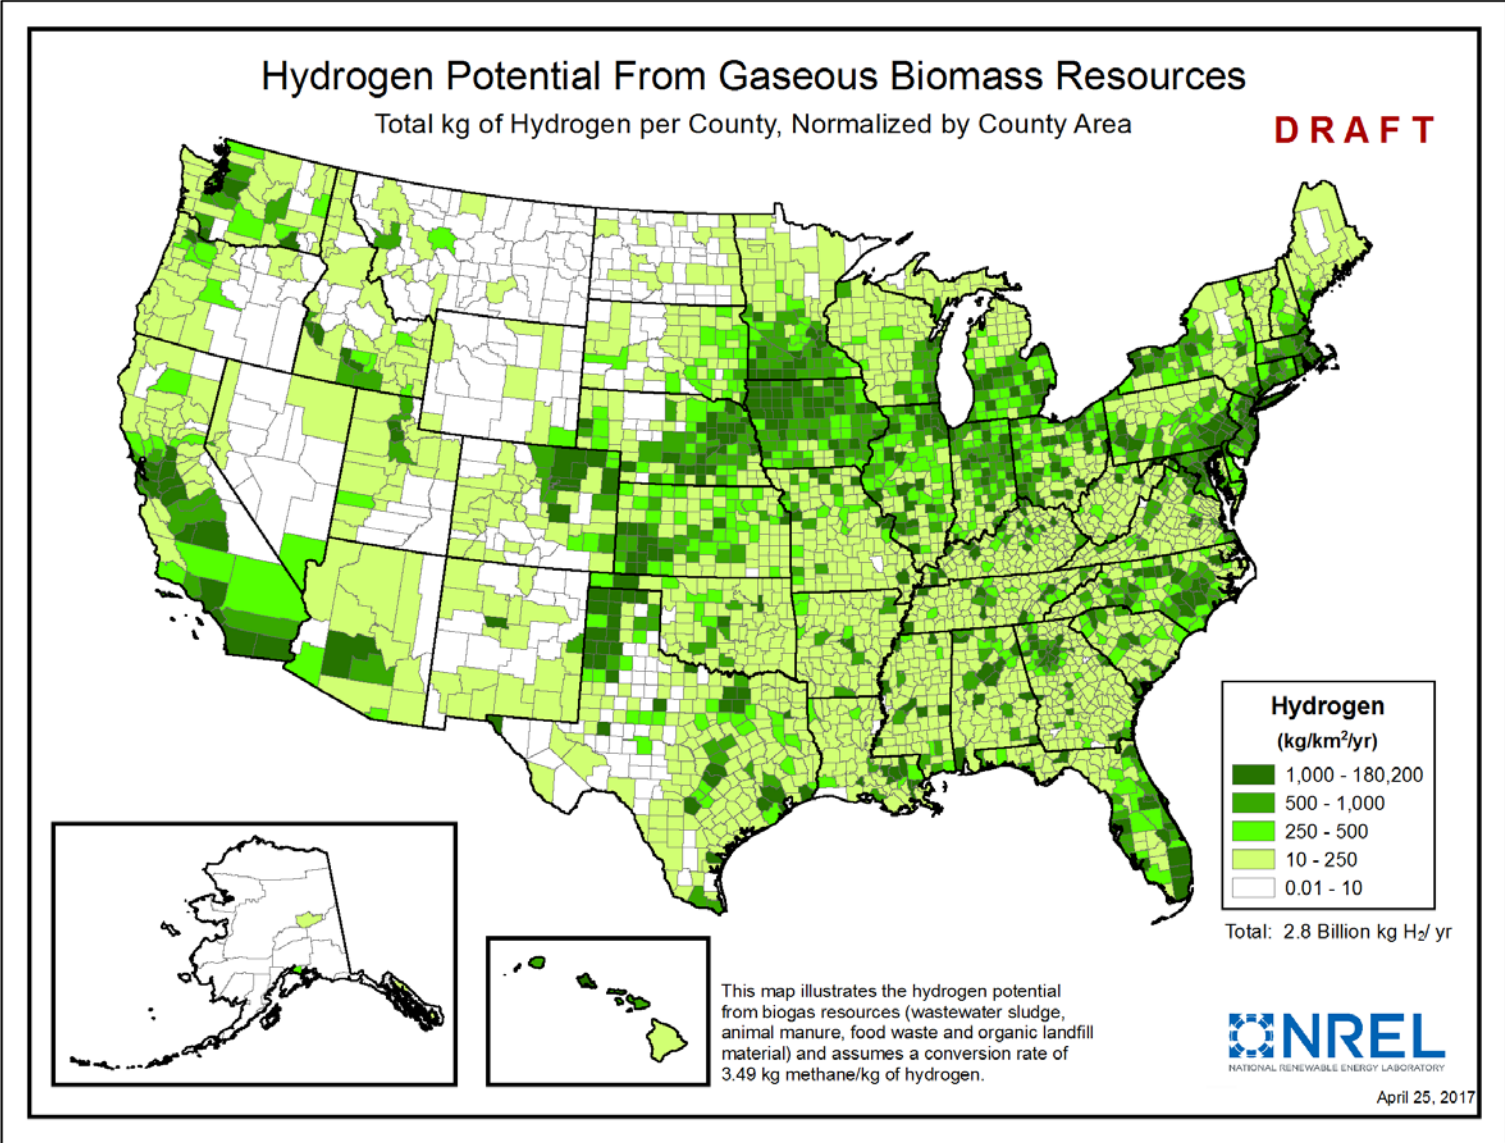 Hydrogen Potential From Gaseous Biomass Resources
Total kg of Hydrogen per County, Normalized by County Area
DRAFT
Hydrogen
(kg/km²/yr)
1,000 - 180,200
500 - 1,000
250 - 500
10 - 250
0.01 - 10
Total: 2.8 Billion kg H₂/ yr
This map illustrates the hydrogen potential
from biogas resources (wastewater sludge,
animal manure, food waste and organic landfill
material) and assumes a conversion rate of
3.49 kg methane/kg of hydrogen.
NREL
NATIONAL RENEWABLE ENERGY LABORATORY
April 25, 2017